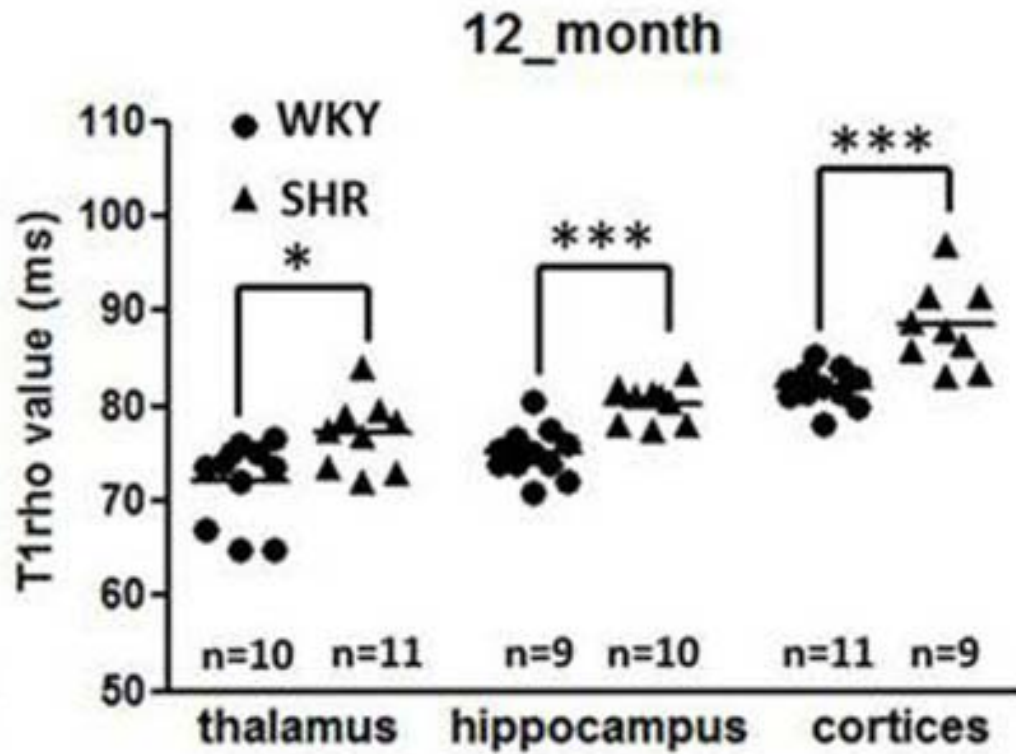 12_month
110
WKY
***
100
SHR
***
*
90
80
70
60
50
T1rho value (ms)
n=10 n=11 n=9 n=10 n=11 n=9
thalamus hippocampus cortices